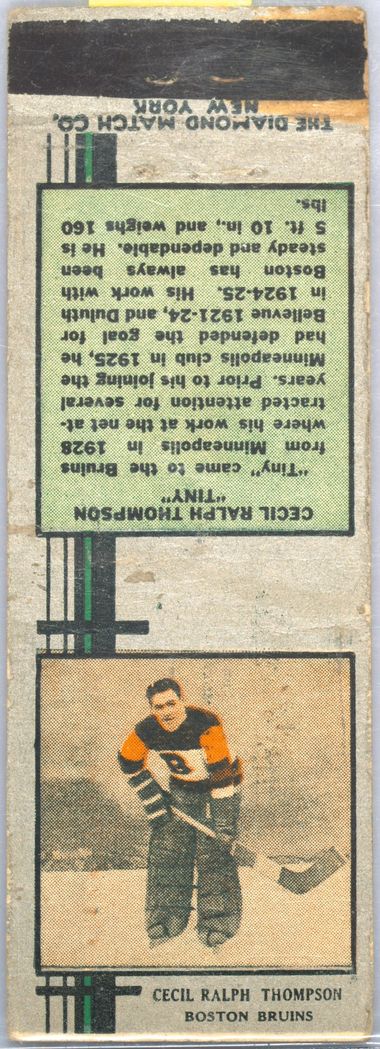 THE DIAMOND MATCH CO.
NEW YORK
CECIL RALPH THOMPSON
"TINY"
"Tiny" came to the Bruins
from Minneapolis in 1928
where his work at the net at-
tracted attention for several
years. Prior to his joining the
Minneapolis club in 1925, he
had defended the goal for
Bellevue 1921-24, and Duluth
in 1924-25. His work with
Boston has always been
steady and dependable. He is
5 ft. 10 in., and weighs 160
lbs.
B
CECIL RALPH THOMPSON
BOSTON BRUINS